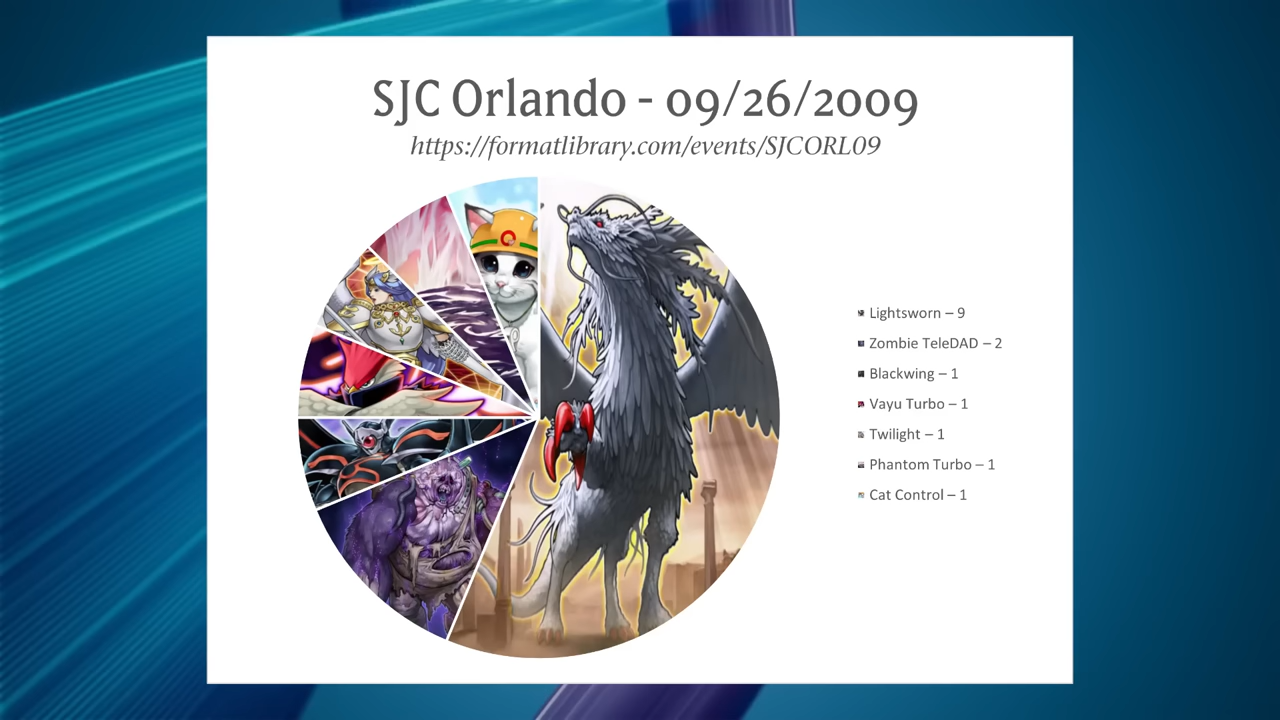 SJC Orlando - 09/26/2009
https://formatlibrary.com/events/SJCORL09
Lightsworn – 9
Zombie TeleDAD – 2
Blackwing – 1
Vayu Turbo – 1
Twilight – 1
Phantom Turbo – 1
Cat Control – 1